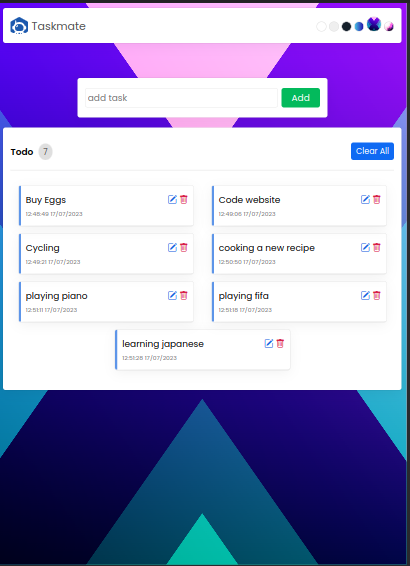 Taskmate
add task
Add
Todo 7
Clear All
Buy Eggs
12:48:49 17/07/2023
Code website
12:49:06 17/07/2023
Cycling
12:49:21 17/07/2023
cooking a new recipe
12:50:50 17/07/2023
playing piano
12:51:11 17/07/2023
playing fifa
12:51:18 17/07/2023
learning japanese
12:51:28 17/07/2023